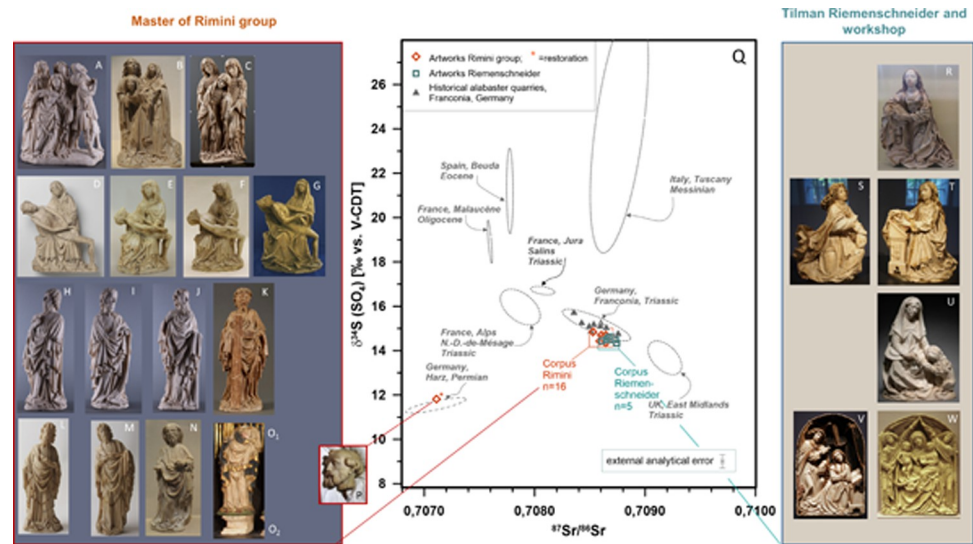 Master of Rimini group
Tilman Riemenschneider and
workshop
A
B
C
D
E
F
G
H
I
J
K
L
M
N
O1
O2
P
Q
Artworks Rimini group; * =restoration
Artworks Riemenschneider
Historical alabaster quarries,
Franconia, Germany
δ34S (SO4) [‰ vs. V-CDT]
26
24
22
20
18
16
14
12
10
8
Spain, Beuda
Eocene
France, Malaucène
Oligocene
Italy, Tuscany
Messinian
France, Jura
Salins
Triassic
Germany,
Franconia, Triassic
France, Alps
N.-D.-de-Mésage
Triassic
Germany,
Harz, Permian
Corpus
Rimini
n=16
Corpus
Riemen-
schneider
n=5
UK, East Midlands
Triassic
external analytical error
0,7070
0,7080
0,7090
0,7100
87Sr/86Sr
R
S
T
U
V
W